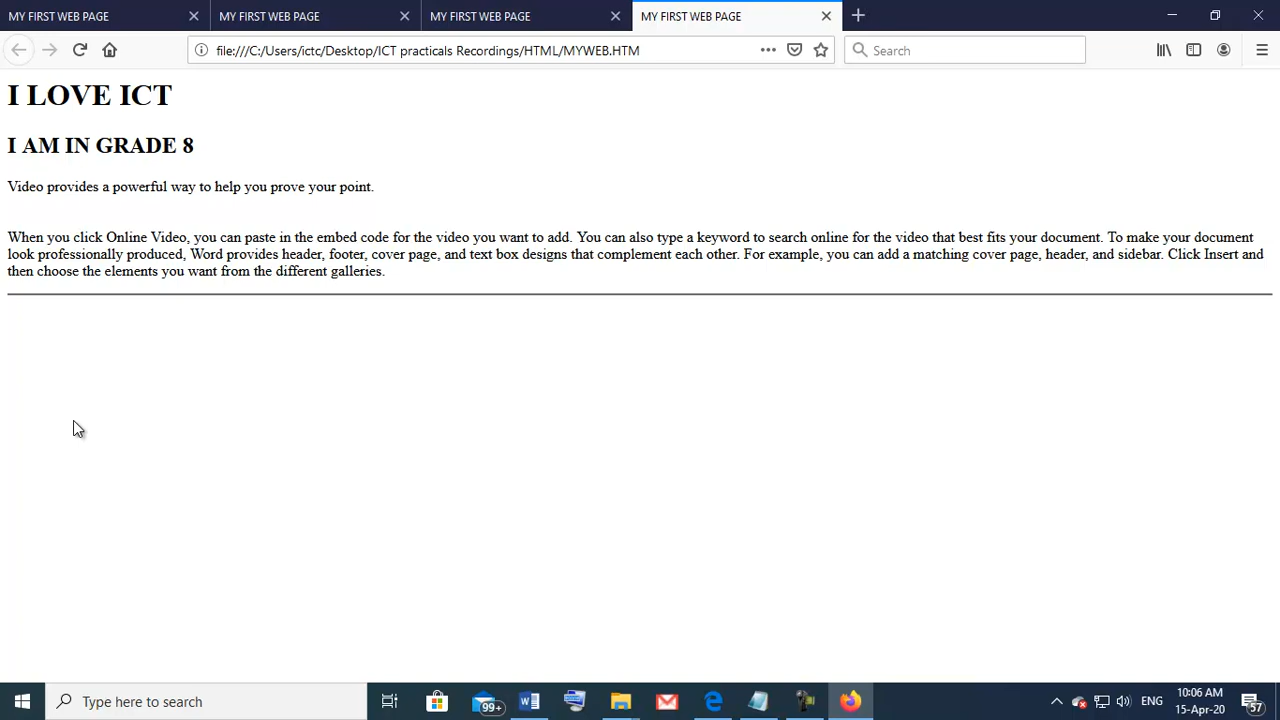 MY FIRST WEB PAGE
MY FIRST WEB PAGE
MY FIRST WEB PAGE
MY FIRST WEB PAGE
file:///C:/Users/ictc/Desktop/ICT practicals Recordings/HTML/MYWEB.HTM
Search
I LOVE ICT
I AM IN GRADE 8
Video provides a powerful way to help you prove your point.
When you click Online Video, you can paste in the embed code for the video you want to add. You can also type a keyword to search online for the video that best fits your document. To make your document
look professionally produced, Word provides header, footer, cover page, and text box designs that complement each other. For example, you can add a matching cover page, header, and sidebar. Click Insert and
then choose the elements you want from the different galleries.
Type here to search
99+
ENG
10:06 AM
15-Apr-20
57